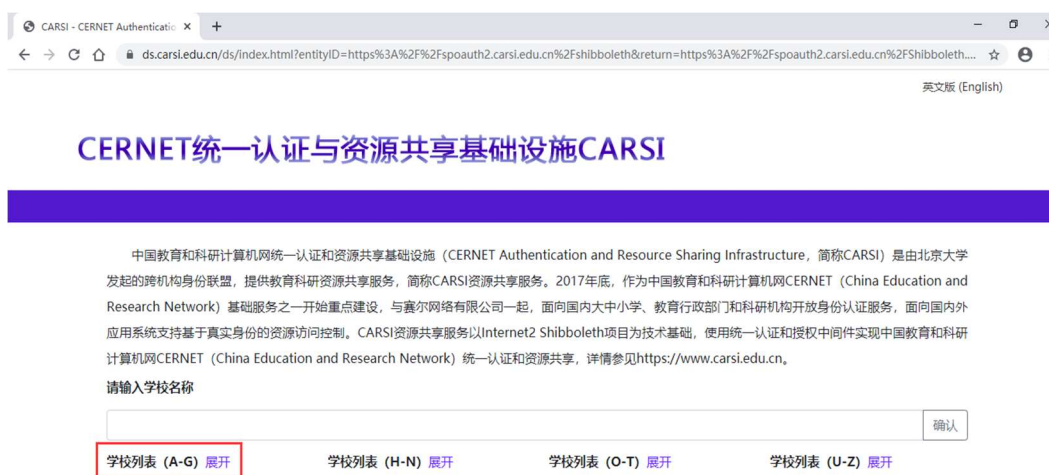 CARSI - CERNET Authenticatic
ds.carsi.edu.cn/ds/index.html?entityID=https%3A%2F%2Fspoauth2.carsi.edu.cn%2Fshibboleth&return=https%3A%2F%2Fspoauth2.carsi.edu.cn%2FShibboleth....
英文版 (English)
CERNET统一认证与资源共享基础设施CARSI
中国教育和科研计算机网统一认证和资源共享基础设施（CERNET Authentication and Resource Sharing Infrastructure，简称CARSI）是由北京大学
发起的跨机构身份联盟，提供教育科研资源共享服务，简称CARSI资源共享服务。2017年底，作为中国教育和科研计算机网CERNET（China Education and
Research Network）基础服务之一开始重点建设，与赛尔网络有限公司一起，面向国内大中小学、教育行政部门和科研机构开放身份认证服务，面向国内外
应用系统支持基于真实身份的资源访问控制。CARSI资源共享服务以Internet2 Shibboleth项目为技术基础，使用统一认证和授权中间件实现中国教育和科研
计算机网CERNET（China Education and Research Network）统一认证和资源共享，详情参见https://www.carsi.edu.cn。
请输入学校名称
确认
学校列表（A-G）展开 学校列表（H-N）展开 学校列表（O-T）展开 学校列表（U-Z）展开